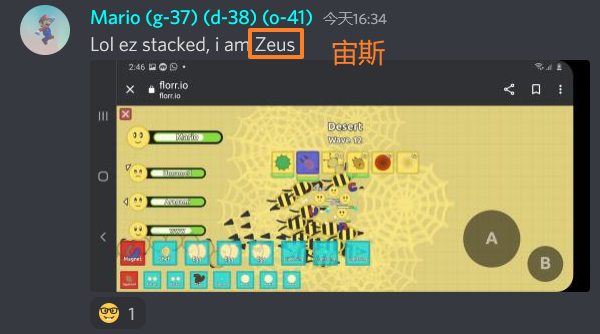 Mario (g-37) (d-38) (o-41) 今天16:34
Lol ez stacked, i am Zeus
宙斯
2:46
florr.io
florr.io
Desert
Wave 12
Mario
www
Magnet
A
B
1